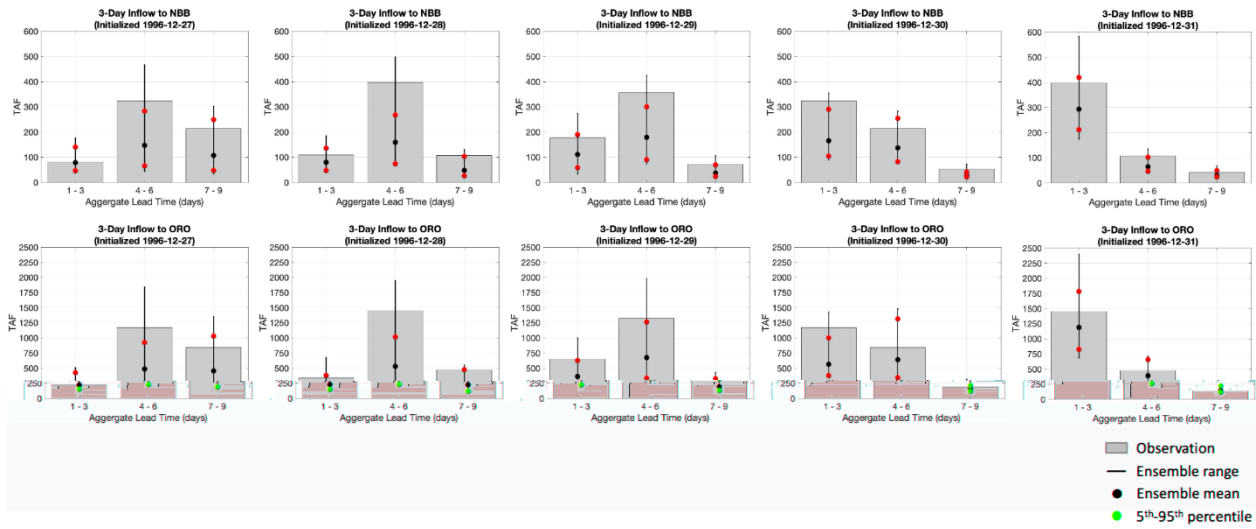 3-Day Inflow to NBB
(Initialized 1996-12-27)
TAF
600
500
400
300
200
100
0
1 - 3
4 - 6
7 - 9
Aggergate Lead Time (days)
3-Day Inflow to NBB
(Initialized 1996-12-28)
TAF
600
500
400
300
200
100
0
1 - 3
4 - 6
7 - 9
Aggergate Lead Time (days)
3-Day Inflow to NBB
(Initialized 1996-12-29)
TAF
600
500
400
300
200
100
0
1 - 3
4 - 6
7 - 9
Aggergate Lead Time (days)
3-Day Inflow to NBB
(Initialized 1996-12-30)
TAF
600
500
400
300
200
100
0
1 - 3
4 - 6
7 - 9
Aggergate Lead Time (days)
3-Day Inflow to NBB
(Initialized 1996-12-31)
TAF
600
500
400
300
200
100
0
1 - 3
4 - 6
7 - 9
Aggergate Lead Time (days)
3-Day Inflow to ORO
(Initialized 1996-12-27)
TAF
2500
2250
2000
1750
1500
1250
1000
750
500
250
0
1 - 3
4 - 6
7 - 9
Aggergate Lead Time (days)
3-Day Inflow to ORO
(Initialized 1996-12-28)
TAF
2500
2250
2000
1750
1500
1250
1000
750
500
250
0
1 - 3
4 - 6
7 - 9
Aggergate Lead Time (days)
3-Day Inflow to ORO
(Initialized 1996-12-29)
TAF
2500
2250
2000
1750
1500
1250
1000
750
500
250
0
1 - 3
4 - 6
7 - 9
Aggergate Lead Time (days)
3-Day Inflow to ORO
(Initialized 1996-12-30)
TAF
2500
2250
2000
1750
1500
1250
1000
750
500
250
0
1 - 3
4 - 6
7 - 9
Aggergate Lead Time (days)
3-Day Inflow to ORO
(Initialized 1996-12-31)
TAF
2500
2250
2000
1750
1500
1250
1000
750
500
250
0
1 - 3
4 - 6
7 - 9
Aggergate Lead Time (days)
Observation
Ensemble range
Ensemble mean
5th-95th percentile